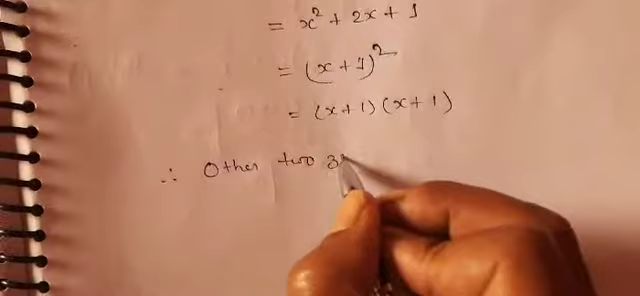 = x² + 2x + 1
= (x + 1)²
= (x + 1) (x + 1)
∴ Other two